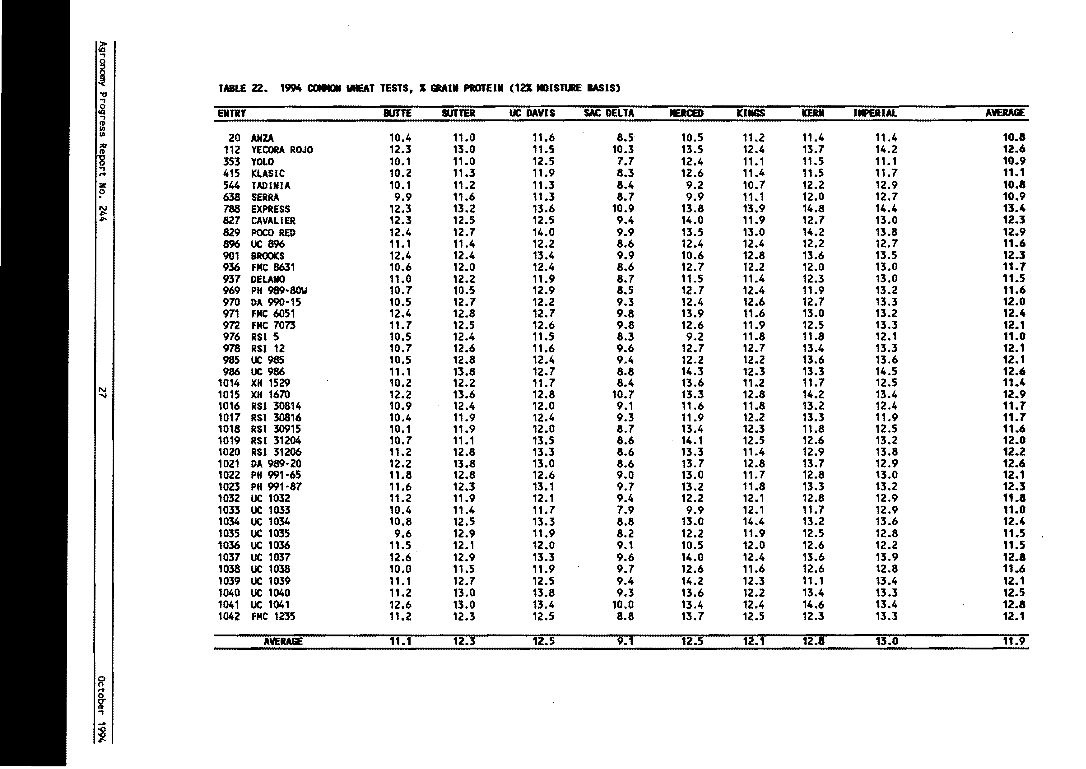 TABLE 22. 1994 COMMON WHEAT TESTS, % GRAIN PROTEIN (12% MOISTURE BASIS)
ENTRY BUTTE SUTTER UC DAVIS SAC DELTA MERCED KINGS KERN IMPERIAL AVERAGE
20 ANZA 10.4 11.0 11.6 8.5 10.5 11.2 11.4 11.4 10.8
112 YECORA ROJO 12.3 13.0 11.5 10.3 13.5 12.4 13.7 14.2 12.6
353 YOLO 10.1 11.0 12.5 7.7 12.4 11.1 11.5 11.1 10.9
415 KLASIC 10.2 11.3 11.9 8.3 12.6 11.4 11.5 11.7 11.1
544 TADINIA 10.1 11.2 11.3 8.4 9.2 10.7 12.2 12.9 10.8
638 SERRA 9.9 11.6 11.3 8.7 9.9 11.1 12.0 12.7 10.9
788 EXPRESS 12.3 13.2 13.6 10.9 13.8 13.9 14.8 14.4 13.4
827 CAVALIER 12.3 12.5 12.5 9.4 14.0 11.9 12.7 13.0 12.3
829 POCO RED 12.4 12.7 14.0 9.9 13.5 13.0 14.2 13.8 12.9
896 UC 896 11.1 11.4 12.2 8.6 12.4 12.4 12.2 12.7 11.6
901 BROOKS 12.4 12.4 13.4 9.9 10.6 12.8 13.6 13.5 12.3
936 FMC 8631 10.6 12.0 12.4 8.6 12.7 12.2 12.0 13.0 11.7
937 DELANO 11.0 12.2 11.9 8.7 11.5 11.4 12.3 13.0 11.5
969 PH 989-80W 10.7 10.5 12.9 8.5 12.7 12.4 11.9 13.2 11.6
970 DA 990-15 10.5 12.7 12.2 9.3 12.4 12.6 12.7 13.3 12.0
971 FMC 6051 12.4 12.8 12.7 9.8 13.9 11.6 13.0 13.2 12.4
972 FMC 7073 11.7 12.5 12.6 9.8 12.6 11.9 12.5 13.3 12.1
976 RSI 5 10.5 12.4 11.5 8.3 9.2 11.8 11.8 12.1 11.0
978 RSI 12 10.7 12.6 11.6 9.6 12.7 12.7 13.4 13.3 12.1
985 UC 985 10.5 12.8 12.4 9.4 12.2 12.2 13.6 13.6 12.1
986 UC 986 11.1 13.8 12.7 8.8 14.3 12.3 13.3 14.5 12.6
1014 XH 1529 10.2 12.2 11.7 8.4 13.6 11.2 11.7 12.5 11.4
1015 XH 1670 12.2 13.6 12.8 10.7 13.3 12.8 14.2 13.4 12.9
1016 RSI 30814 10.9 12.4 12.0 9.1 11.6 11.8 13.2 12.4 11.7
1017 RSI 30816 10.4 11.9 12.4 9.3 11.9 12.2 13.3 11.9 11.7
1018 RSI 30915 10.1 11.9 12.0 8.7 13.4 12.3 11.8 12.5 11.6
1019 RSI 31204 10.7 11.1 13.5 8.6 14.1 12.5 12.6 13.2 12.0
1020 RSI 31206 11.2 12.8 13.3 8.6 13.3 11.4 12.9 13.8 12.2
1021 DA 989-20 12.2 13.8 13.0 8.6 13.7 12.8 13.7 12.9 12.6
1022 PH 991-65 11.8 12.8 12.6 9.0 13.0 11.7 12.8 13.0 12.1
1023 PH 991-87 11.6 12.3 13.1 9.7 13.2 11.8 13.3 13.2 12.3
1032 UC 1032 11.2 11.9 12.1 9.4 12.2 12.1 12.8 12.9 11.8
1033 UC 1033 10.4 11.4 11.7 7.9 9.9 12.1 11.7 12.9 11.0
1034 UC 1034 10.8 12.5 13.3 8.8 13.0 14.4 13.2 13.6 12.4
1035 UC 1035 9.6 12.9 11.9 8.2 12.2 11.9 12.5 12.8 11.5
1036 UC 1036 11.5 12.1 12.0 9.1 10.5 12.0 12.6 12.2 11.5
1037 UC 1037 12.6 12.9 13.3 9.6 14.0 12.4 13.6 13.9 12.8
1038 UC 1038 10.0 11.5 11.9 9.7 12.6 11.6 12.6 12.8 11.6
1039 UC 1039 11.1 12.7 12.5 9.4 14.2 12.3 11.1 13.4 12.1
1040 UC 1040 11.2 13.0 13.8 9.3 13.6 12.2 13.4 13.3 12.5
1041 UC 1041 12.6 13.0 13.4 10.0 13.4 12.4 14.6 13.4 12.8
1042 FMC 1235 11.2 12.3 12.5 8.8 13.7 12.5 12.3 13.3 12.1
AVERAGE 11.1 12.3 12.5 9.1 12.5 12.1 12.8 13.0 11.9
Agronomy Progress Report No. 244 27 October 1994